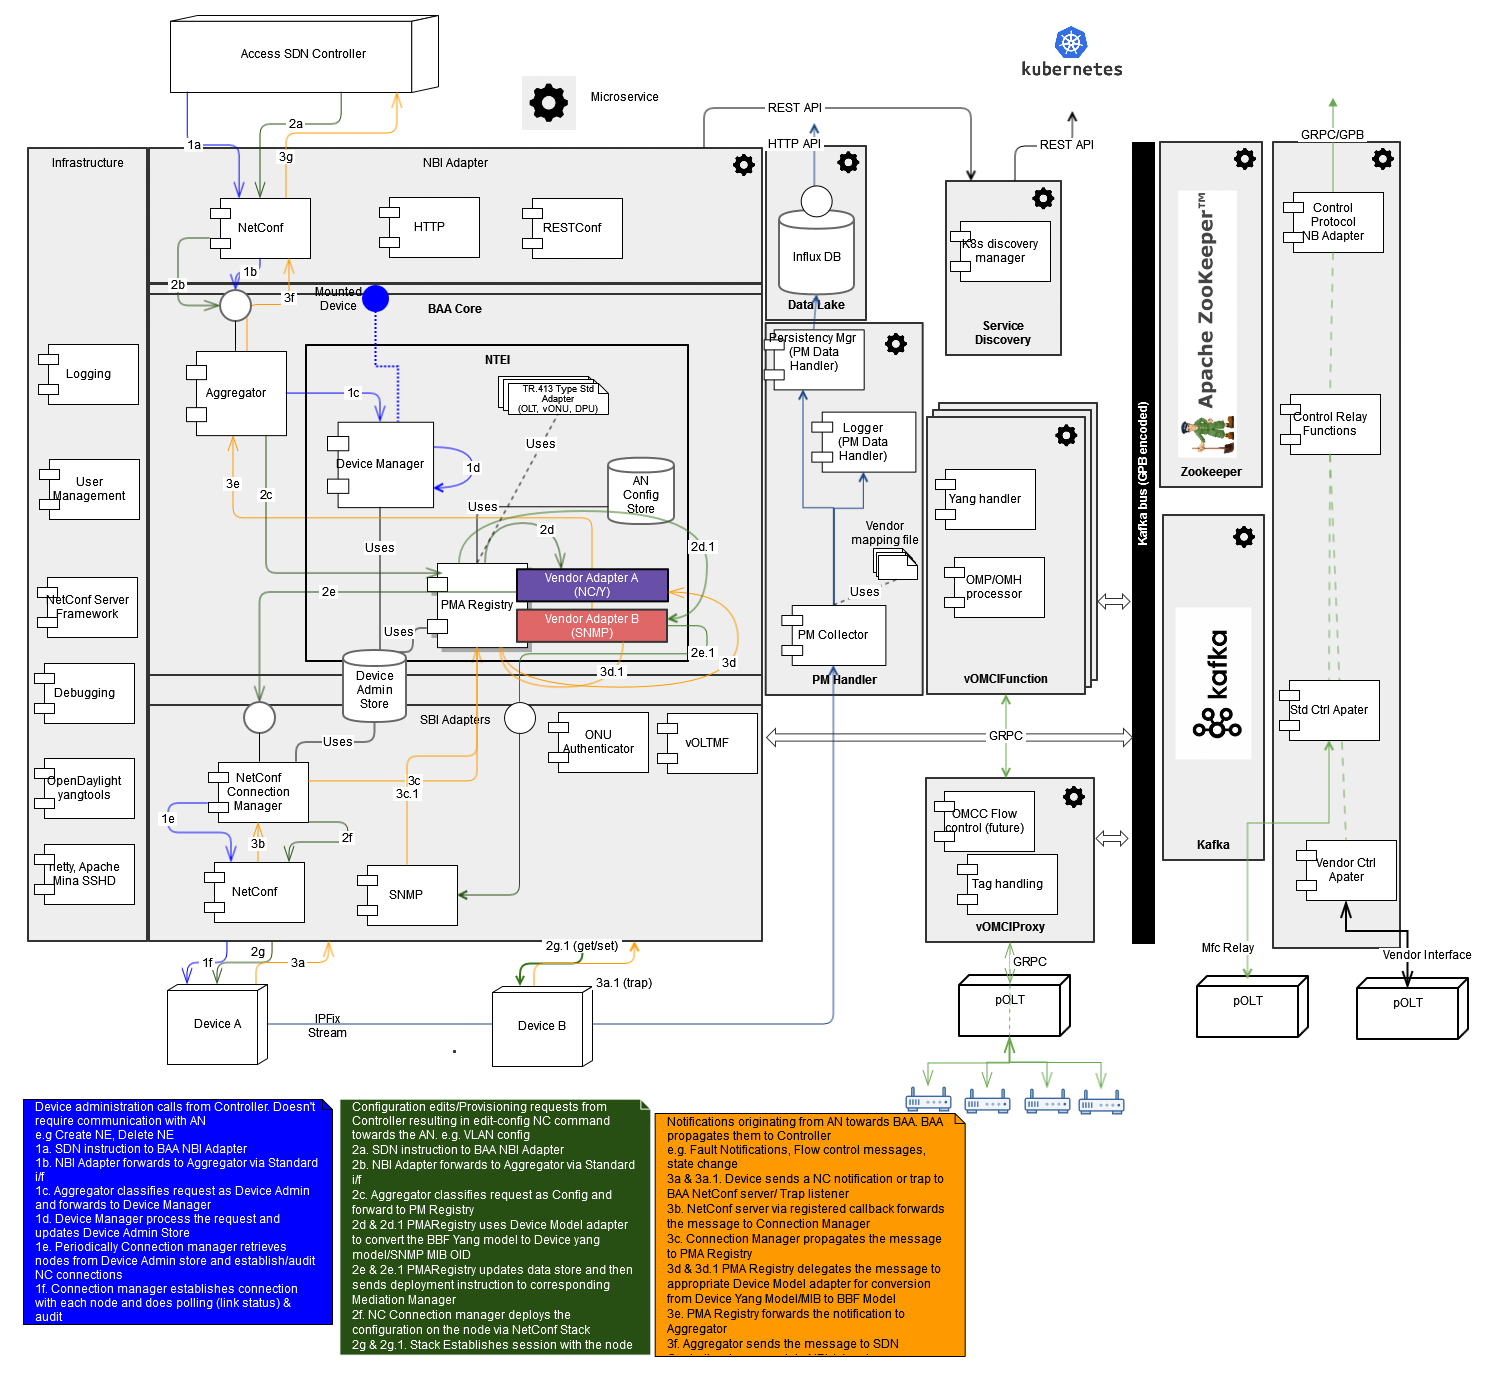 Access SDN Controller
kubernetes
Microservice
REST API
2a
1a
3g
HTTP API
REST API
GRPC/GPB
Infrastructure
NBI Adapter
NetConf
HTTP
RESTConf
Influx DB
Data Lake
K8s discovery
manager
Service
Discovery
Apache ZooKeeper™
Zookeeper
Control
Protocol
NB Adapter
2b
1b
3f
Mounted
Device
BAA Core
NTEI
Logging
Aggregator
1c
TR.413 Type Std
Adapter
(OLT, vONU, DPU)
Uses
Persistency Mgr
(PM Data
Handler)
Logger
(PM Data
Handler)
Control Relay
Functions
Kafka bus (GPB encoded)
User
Management
Device Manager
1d
3e
2c
AN
Config
Store
Uses
2d
2d.1
Uses
Yang handler
Vendor
mapping file
Uses
OMP/OMH
processor
NetConf Server
Framework
2e
PMA Registry
Vendor Adapter A
(NC/Y)
Vendor Adapter B
(SNMP)
Uses
2e.1
3d
3d.1
PM Collector
PM Handler
vOMCIFunction
kafka
Kafka
Debugging
Device
Admin
Store
SBI Adapters
Uses
ONU
Authenticator
vOLTMF
GRPC
Std Ctrl Apater
OpenDaylight
yangtools
NetConf
Connection
Manager
3c
3c.1
1e
3b
2f
OMCC Flow
control (future)
Tag handling
vOMCIProxy
Vendor Ctrl
Apater
netty, Apache
Mina SSHD
NetConf
SNMP
1f
2g
3a
2g.1 (get/set)
3a.1 (trap)
GRPC
Mfc Relay
Vendor Interface
Device A
IPFix
Stream
Device B
pOLT
pOLT
pOLT
Device administration calls from Controller. Doesn't
require communication with AN
e.g Create NE, Delete NE
1a. SDN instruction to BAA NBI Adapter
1b. NBI Adapter forwards to Aggregator via Standard
i/f
1c. Aggregator classifies request as Device Admin
and forwards to Device Manager
1d. Device Manager process the request and
updates Device Admin Store
1e. Periodically Connection manager retrieves
nodes from Device Admin store and establish/audit
NC connections
1f. Connection manager establishes connection
with each node and does polling (link status) &
audit
Configuration edits/Provisioning requests from
Controller resulting in edit-config NC command
towards the AN. e.g. VLAN config
2a. SDN instruction to BAA NBI Adapter
2b. NBI Adapter forwards to Aggregator via Standard
i/f
2c. Aggregator classifies request as Config and
forward to PM Registry
2d & 2d.1 PMARegistry uses Device Model adapter
to convert the BBF Yang model to Device yang
model/SNMP MIB OID
2e & 2e.1 PMARegistry updates data store and then
sends deployment instruction to corresponding
Mediation Manager
2f. NC Connection manager deploys the
configuration on the node via NetConf Stack
2g & 2g.1. Stack Establishes session with the node
Notifications originating from AN towards BAA. BAA
propagates them to Controller
e.g. Fault Notifications, Flow control messages,
state change
3a & 3a.1. Device sends a NC notification or trap to
BAA NetConf server/ Trap listener
3b. NetConf server via registered callback forwards
the message to Connection Manager
3c. Connection Manager propagates the message
to PMA Registry
3d & 3d.1 PMA Registry delegates the message to
appropriate Device Model adapter for conversion
from Device Yang Model/MIB to BBF Model
3e. PMA Registry forwards the notification to
Aggregator
3f. Aggregator sends the message to SDN